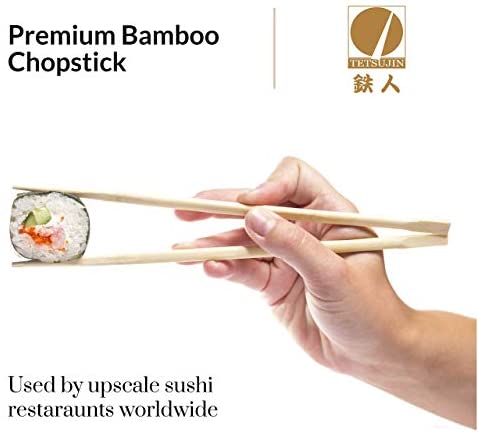 Premium Bamboo
Chopstick
TETSUJIN
鉄人
Used by upscale sushi
restaraunts worldwide